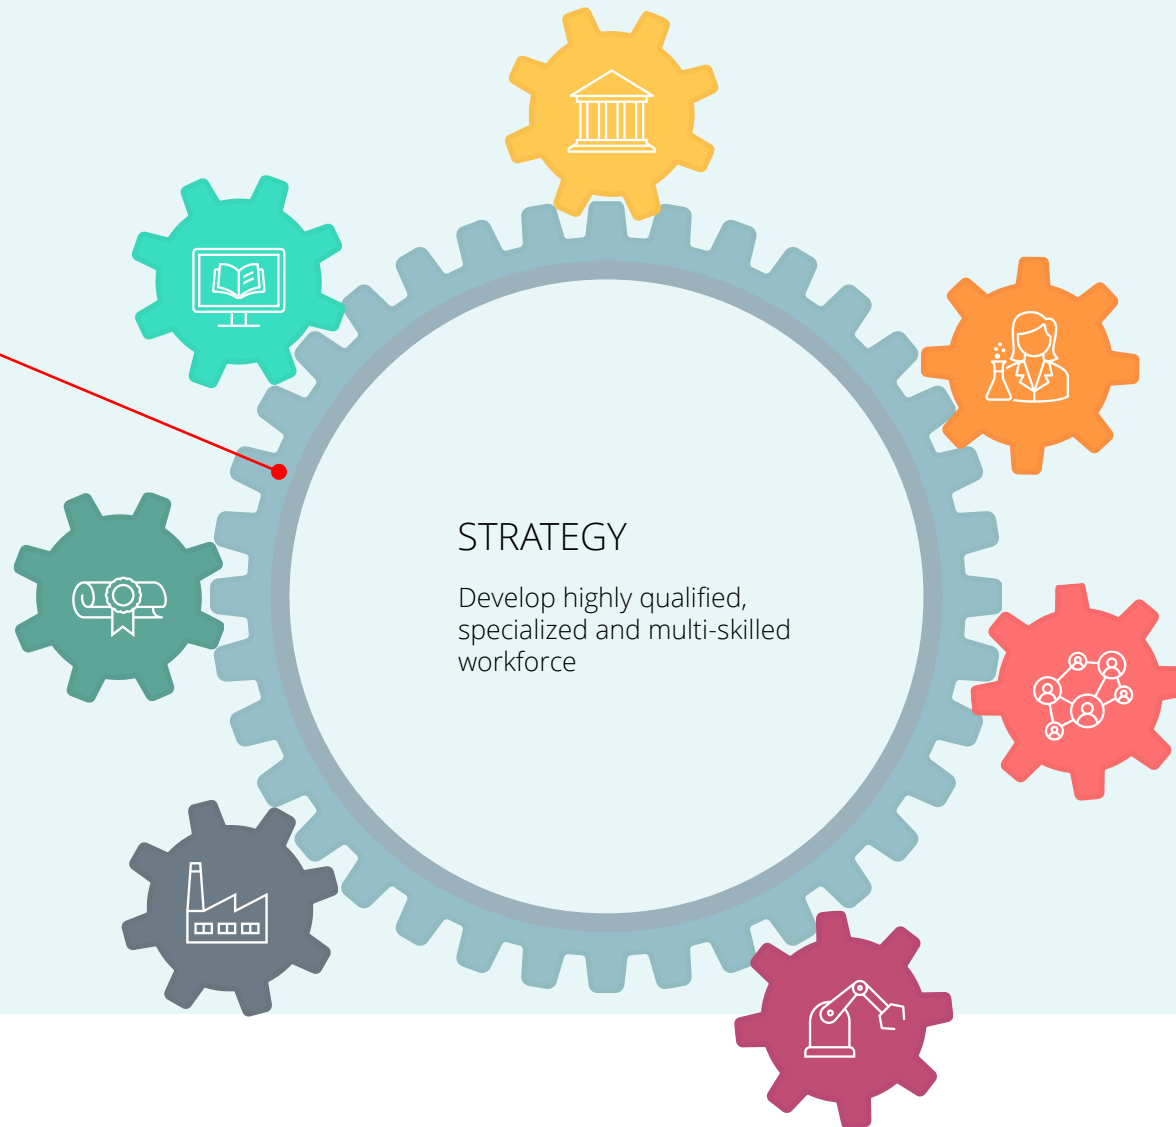 STRATEGY
Develop highly qualified,
specialized and multi-skilled
workforce